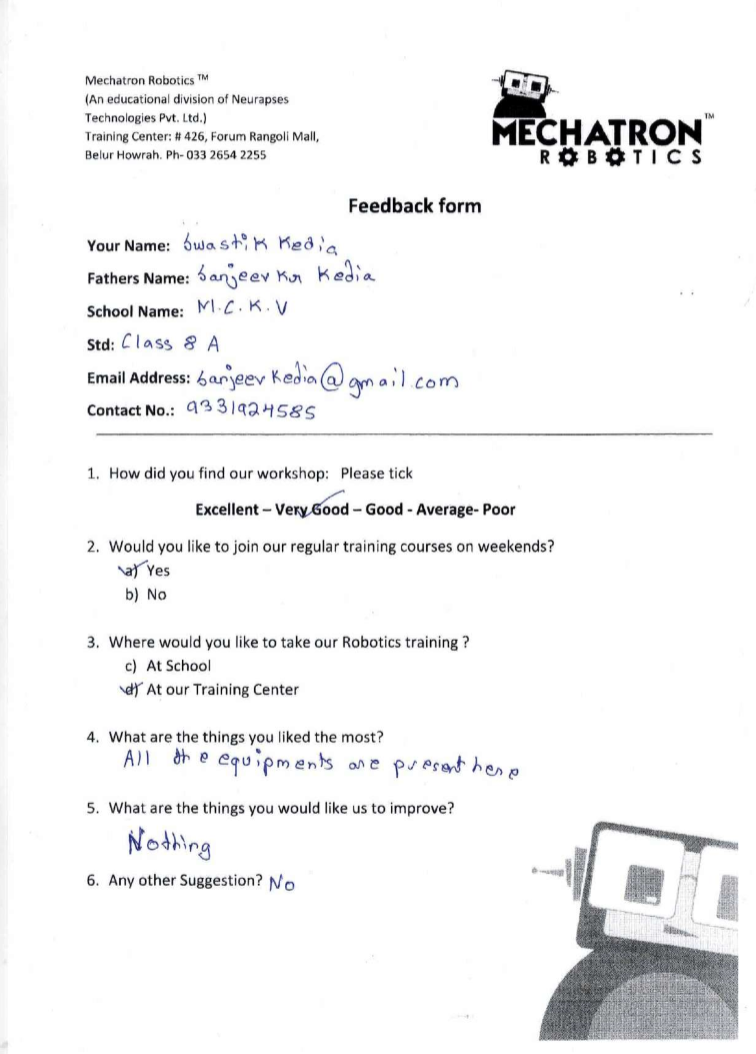 Mechatron Robotics ™
(An educational division of Neurapses
Technologies Pvt. Ltd.)
Training Center: # 426, Forum Rangoli Mall,
Belur Howrah. Ph- 033 2654 2255
MECHATRON™
ROBOTICS
Feedback form
Your Name: Swastik Kedia
Fathers Name: Sanjeev Kr Kedia
School Name: M.C.K.V
Std: Class 8 A
Email Address: sanjeevkedia@gmail.com
Contact No.: 9331924585
1. How did you find our workshop: Please tick
Excellent – Very Good – Good - Average- Poor
2. Would you like to join our regular training courses on weekends?
a) Yes
b) No
3. Where would you like to take our Robotics training ?
c) At School
d) At our Training Center
4. What are the things you liked the most?
All the equipments are present here
5. What are the things you would like us to improve?
Nothing
6. Any other Suggestion? No